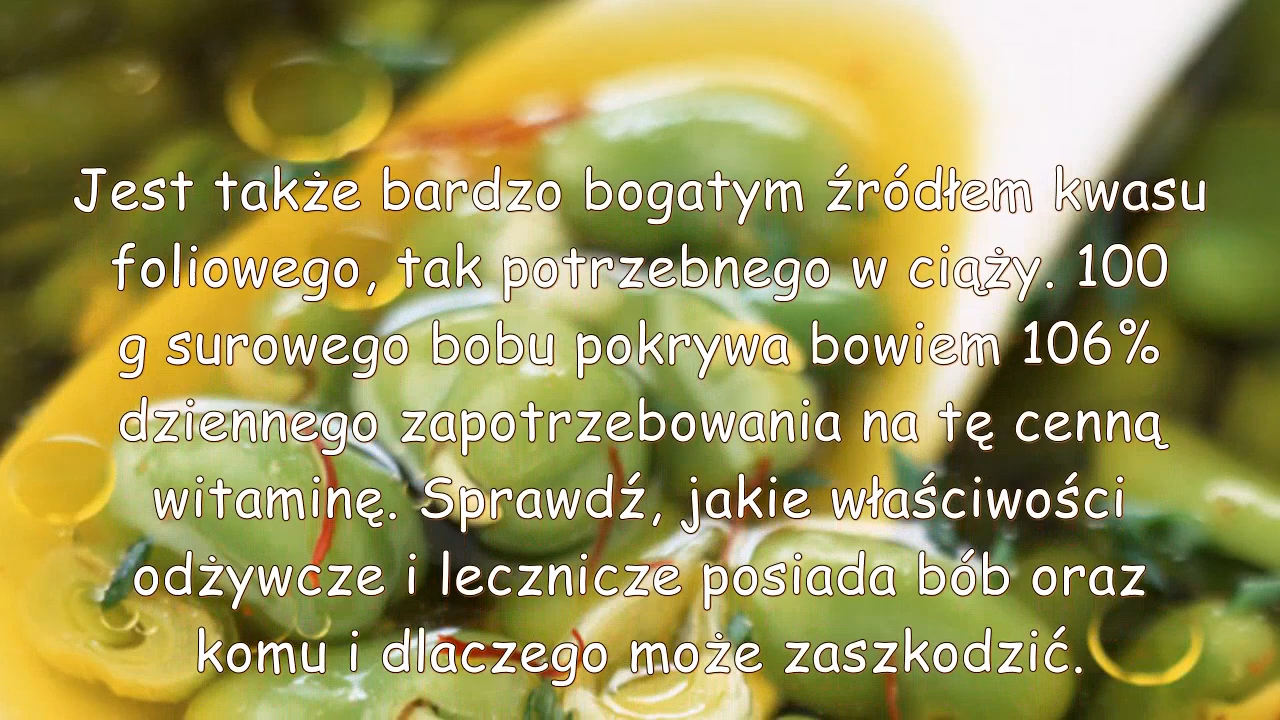 Jest także bardzo bogatym źródłem kwasu
foliowego, tak potrzebnego w ciąży. 100
g surowego bobu pokrywa bowiem 106%
dziennego zapotrzebowania na tę cenną
witaminę. Sprawdź, jakie właściwości
odżywcze i lecznicze posiada bób oraz
komu i dlaczego może zaszkodzić.